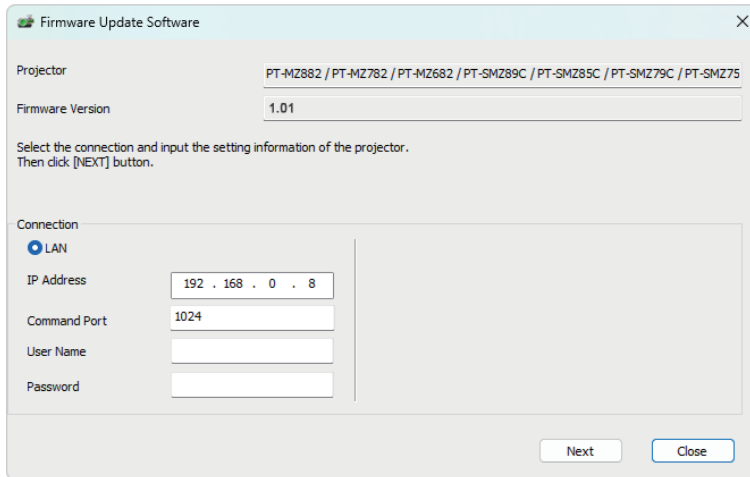 Firmware Update Software
Projector
PT-MZ882 / PT-MZ782 / PT-MZ682 / PT-SMZ89C / PT-SMZ85C / PT-SMZ79C / PT-SMZ75
Firmware Version
1.01
Select the connection and input the setting information of the projector.
Then click [NEXT] button.
Connection
LAN
IP Address
192 . 168 . 0 . 8
Command Port
1024
User Name
Password
Next
Close